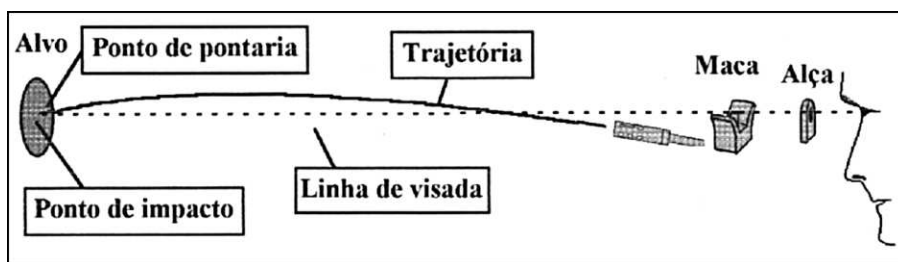 Alvo
Ponto de pontaria
Trajetória
Maca
Alça
Linha de visada
Ponto de impacto